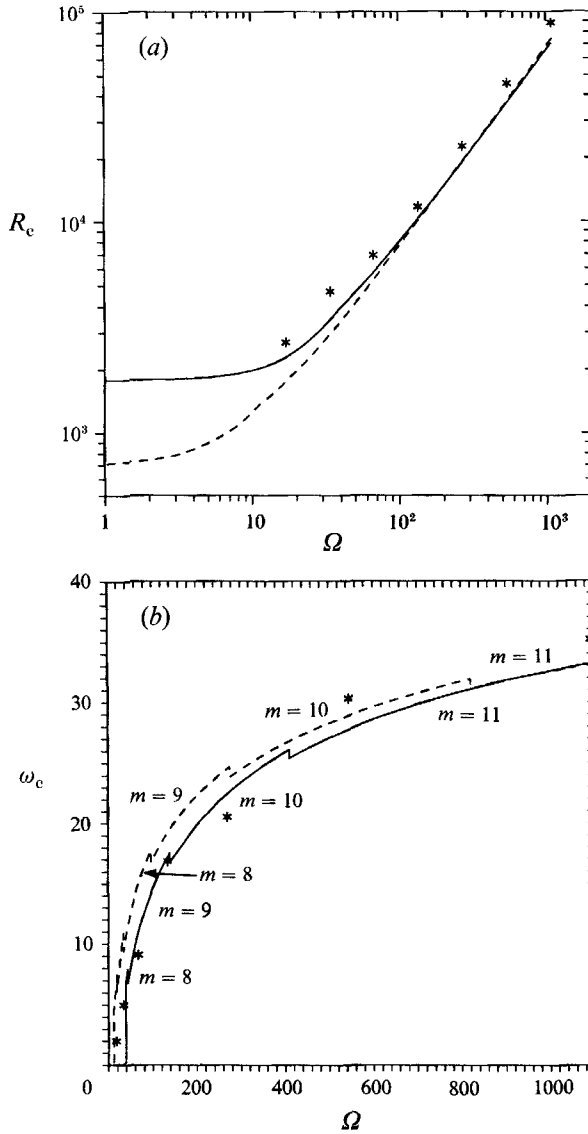 10⁵
(a)
R_c
10⁴
10³
1
10
10²
10³
Ω
40
(b)
m = 11
m = 10
30
m = 11
ω_c
m = 9
m = 10
20
m = 8
m = 9
10
m = 8
0
200
400
600
800
1000
Ω